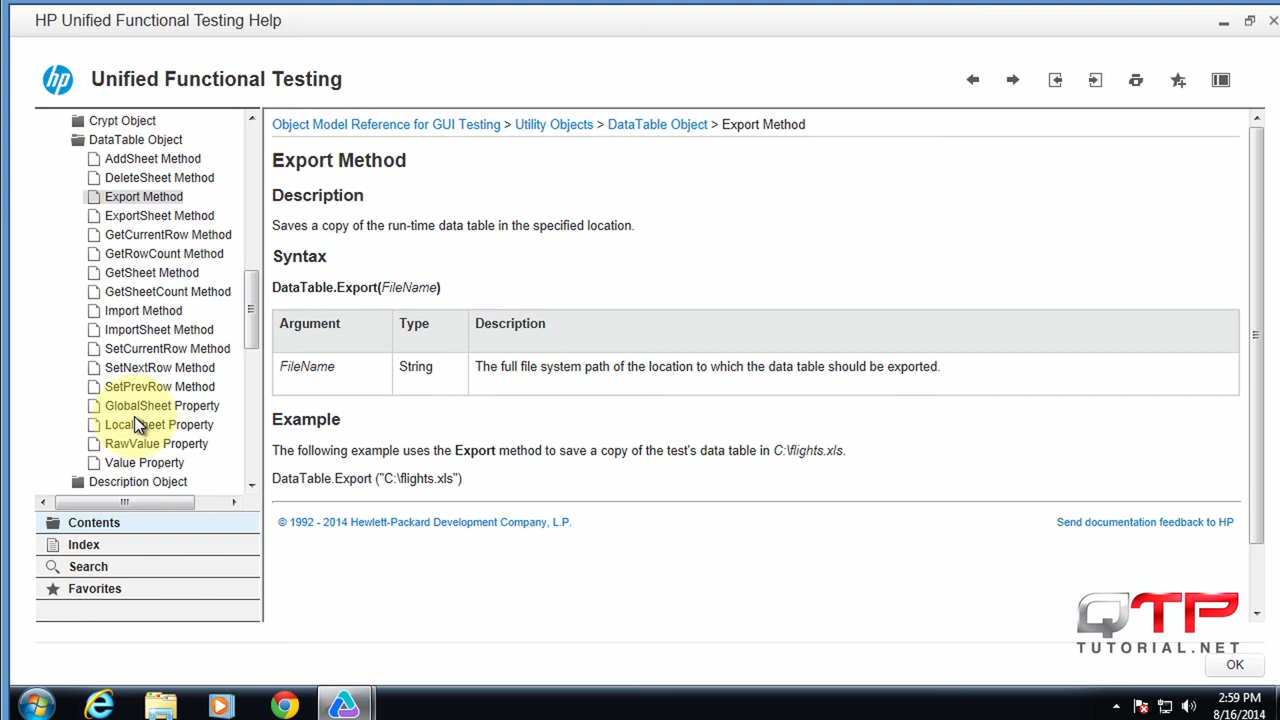 HP Unified Functional Testing Help
hp
Unified Functional Testing
Crypt Object
DataTable Object
AddSheet Method
DeleteSheet Method
Export Method
ExportSheet Method
GetCurrentRow Method
GetRowCount Method
GetSheet Method
GetSheetCount Method
Import Method
ImportSheet Method
SetCurrentRow Method
SetNextRow Method
SetPrevRow Method
GlobalSheet Property
LocalSheet Property
RawValue Property
Value Property
Description Object
Contents
Index
Search
Favorites
Object Model Reference for GUI Testing > Utility Objects > DataTable Object > Export Method
Export Method
Description
Saves a copy of the run-time data table in the specified location.
Syntax
DataTable.Export(FileName)
Argument Type Description
FileName String The full file system path of the location to which the data table should be exported.
Example
The following example uses the Export method to save a copy of the test's data table in C:\flights.xls.
DataTable.Export ("C:\flights.xls")
© 1992 - 2014 Hewlett-Packard Development Company, L.P. Send documentation feedback to HP
QTP
TUTORIAL.NET
OK
2:59 PM
8/16/2014